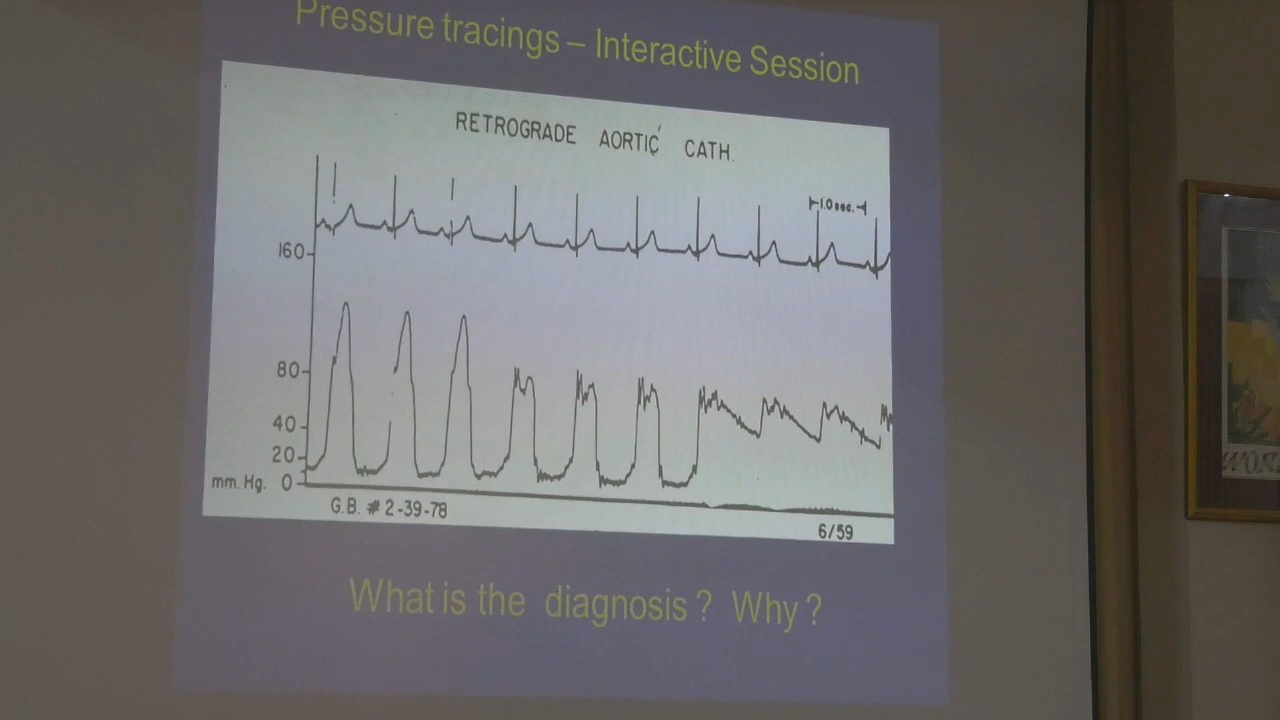 Pressure tracings – Interactive Session
RETROGRADE AORTIC CATH.
1.0 sec.
160
80
40
20
mm. Hg. 0
G.B. # 2-39-78
6/59
What is the diagnosis ? Why ?